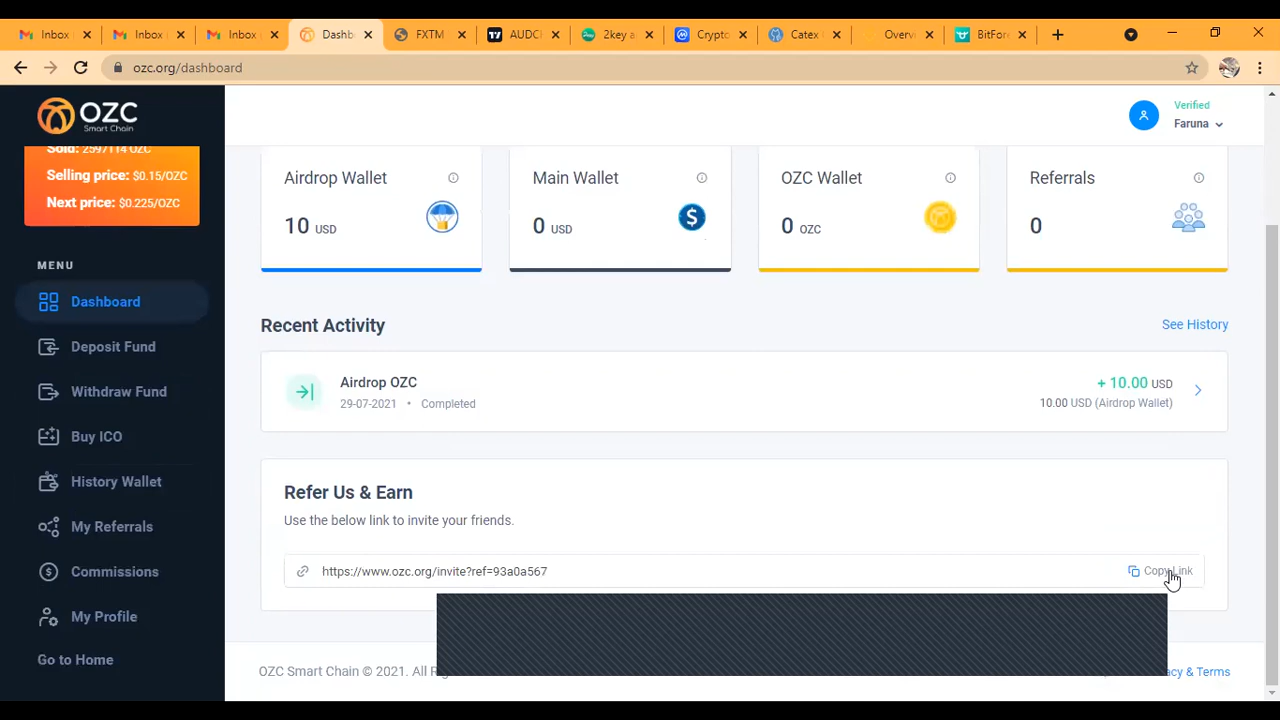 Inbox
Inbox
Inbox
Dashb
FXTM
AUDCI
2key a
Crypto
Catex
Overv
BitFore
ozc.org/dashboard
OZC
Smart Chain
Verified
Faruna
Sold: 2597114 OZC
Selling price: $0.15/OZC
Next price: $0.225/OZC
Airdrop Wallet
10 USD
Main Wallet
0 USD
OZC Wallet
0 OZC
Referrals
0
MENU
Dashboard
Deposit Fund
Withdraw Fund
Buy ICO
History Wallet
My Referrals
Commissions
My Profile
Go to Home
Recent Activity
See History
Airdrop OZC
29-07-2021 • Completed
+ 10.00 USD
10.00 USD (Airdrop Wallet)
Refer Us & Earn
Use the below link to invite your friends.
https://www.ozc.org/invite?ref=93a0a567
Copy Link
OZC Smart Chain © 2021. All
acy & Terms